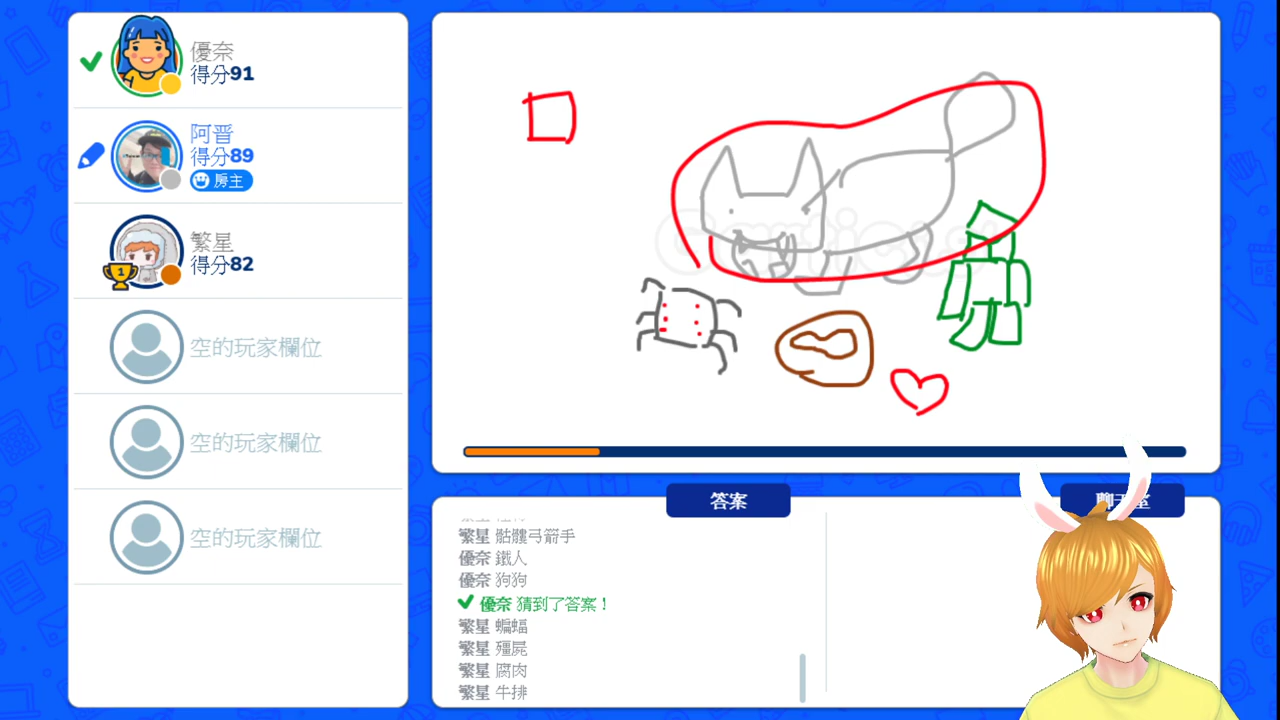 優奈
得分91
阿晋
得分89
房主
1
繁星
得分82
空的玩家欄位
空的玩家欄位
空的玩家欄位
Gartic
答案
繁星 骷髏弓箭手
優奈 鐵人
優奈 狗狗
優奈 猜到了答案！
繁星 蝙蝠
繁星 殭屍
繁星 腐肉
繁星 牛排